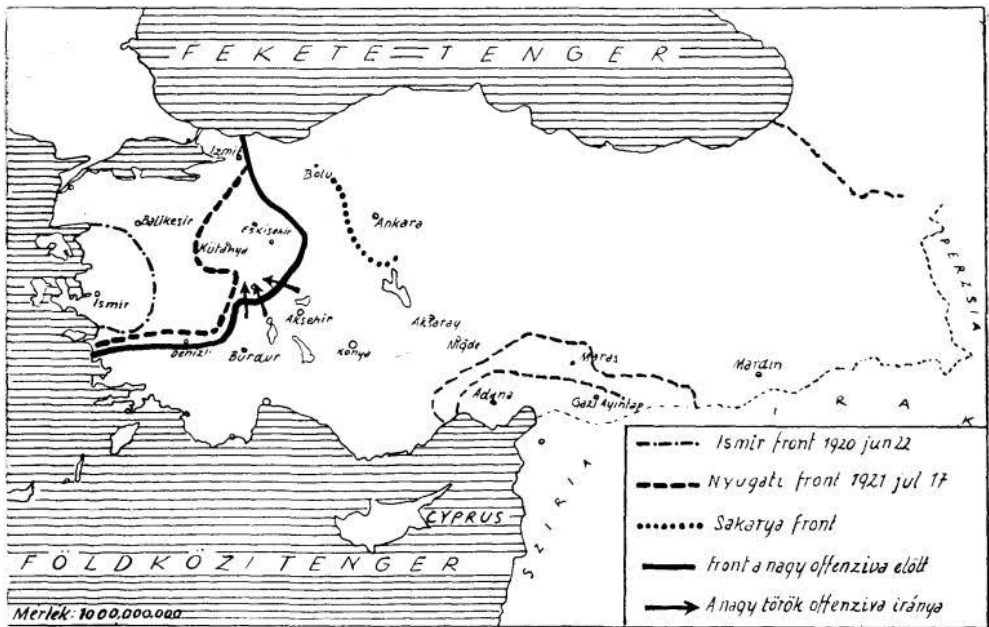 FEKETE=TENGER
Izmit
Bolu
Ankara
Balikesir
Eskisehir
Kütahya
Ismir
Aksehir
Aksaray
Denizli
Burdur
Konya
Niğde
Maras
Mardin
Adana
Gazi Ayintap
PERZSIA
IRAK
SZIRIA
CYPRUS
FÖLDKÖZI TENGER
Mérlék: 1000,000.000
Ismir front 1920 jun 22
Nyugati front 1921 jul 17
Sakarya front
Front a nagy offenziva előtt
A nagy török offenziva iránya